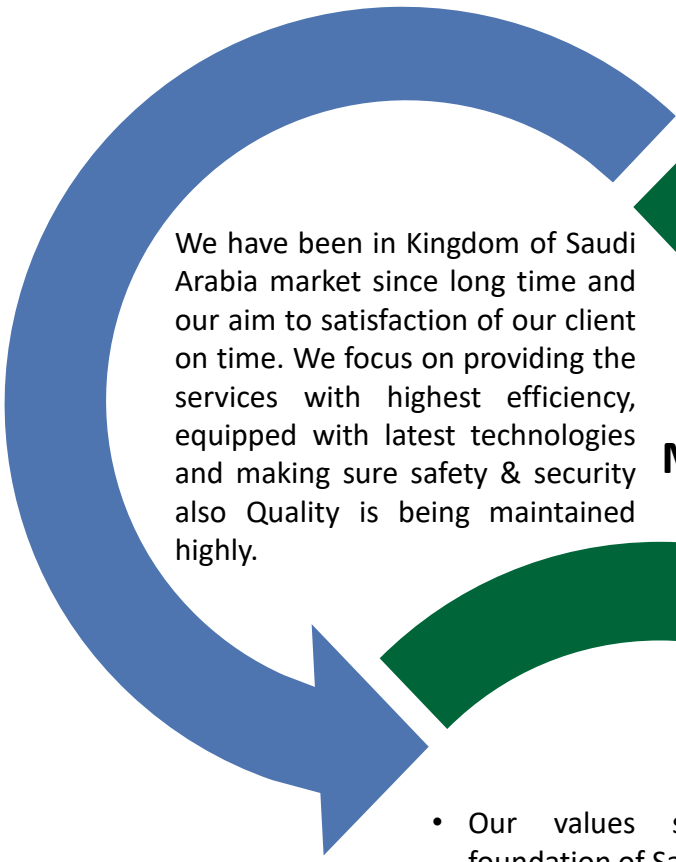 We have been in Kingdom of Saudi
Arabia market since long time and
our aim to satisfaction of our client
on time. We focus on providing the
services with highest efficiency,
equipped with latest technologies
and making sure safety & security
also Quality is being maintained
highly.
• Our values
foundation of